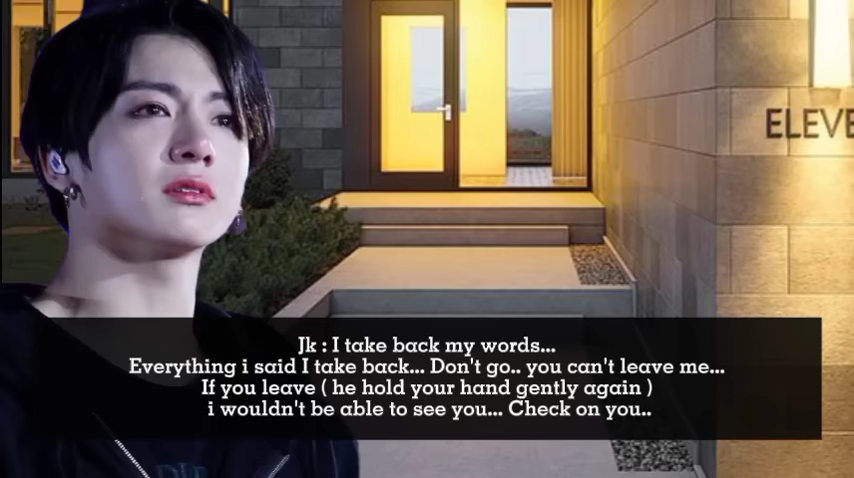 ELEVE
Jk : I take back my words...
Everything i said I take back... Don't go.. you can't leave me...
If you leave ( he hold your hand gently again )
i wouldn't be able to see you... Check on you..